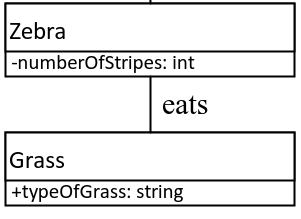 Zebra
-numberOfStripes: int
eats
Grass
+typeOfGrass: string